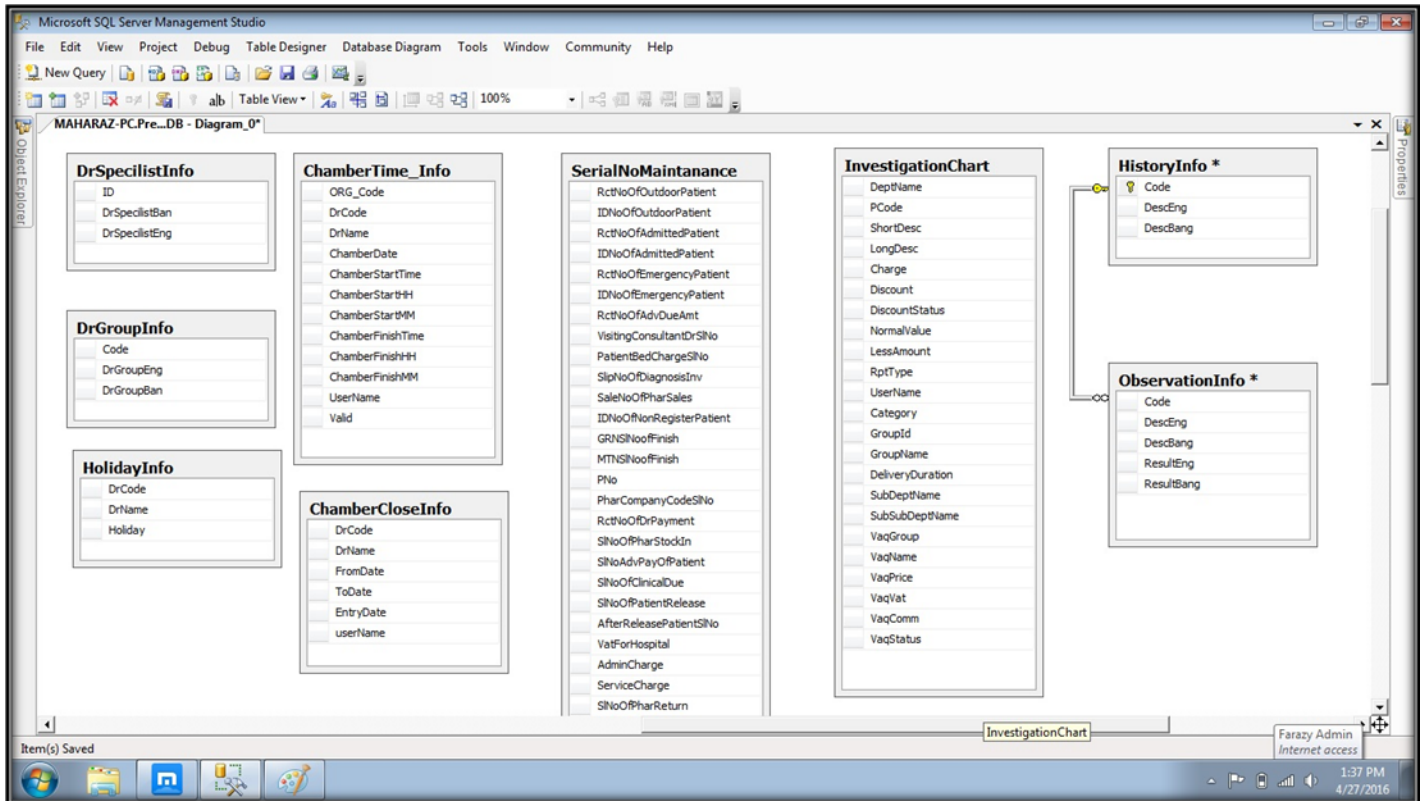 Microsoft SQL Server Management Studio
File Edit View Project Debug Table Designer Database Diagram Tools Window Community Help
New Query
ab Table View 100%
MAHARAZ-PC.Pre...DB - Diagram_0*
Object Explorer
Properties
DrSpecilistInfo
ID
DrSpecilistBan
DrSpecilistEng
DrGroupInfo
Code
DrGroupEng
DrGroupBan
HolidayInfo
DrCode
DrName
Holiday
ChamberTime_Info
ORG_Code
DrCode
DrName
ChamberDate
ChamberStartTime
ChamberStartHH
ChamberStartMM
ChamberFinishTime
ChamberFinishHH
ChamberFinishMM
UserName
Valid
ChamberCloseInfo
DrCode
DrName
FromDate
ToDate
EntryDate
userName
SerialNoMaintanance
RctNoOfOutdoorPatient
IDNoOfOutdoorPatient
RctNoOfAdmittedPatient
IDNoOfAdmittedPatient
RctNoOfEmergencyPatient
IDNoOfEmergencyPatient
RctNoOfAdvDueAmt
VisitingConsultantDrSlNo
PatientBedChargeSlNo
SlipNoOfDiagnosisInv
SaleNoOfPharSales
IDNoOfNonRegisterPatient
GRNSlNoofFinish
MTNSlNoofFinish
PNo
PharCompanyCodeSlNo
RctNoOfDrPayment
SlNoOfPharStockIn
SlNoAdvPayOfPatient
SlNoOfClinicalDue
SlNoOfPatientRelease
AfterReleasePatientSlNo
VatForHospital
AdminCharge
ServiceCharge
SlNoOfPharReturn
InvestigationChart
DeptName
PCode
ShortDesc
LongDesc
Charge
Discount
DiscountStatus
NormalValue
LessAmount
RptType
UserName
Category
GroupId
GroupName
DeliveryDuration
SubDeptName
SubSubDeptName
VaqGroup
VaqName
VaqPrice
VaqVat
VaqComm
VaqStatus
HistoryInfo *
Code
DescEng
DescBang
ObservationInfo *
Code
DescEng
DescBang
ResultEng
ResultBang
InvestigationChart
Item(s) Saved
Farazy Admin
Internet access
1:37 PM
4/27/2016